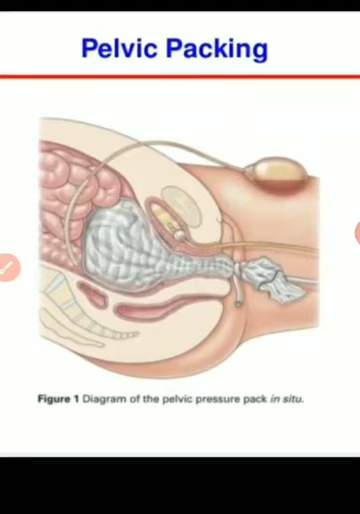 Pelvic Packing
Figure 1 Diagram of the pelvic pressure pack in situ.